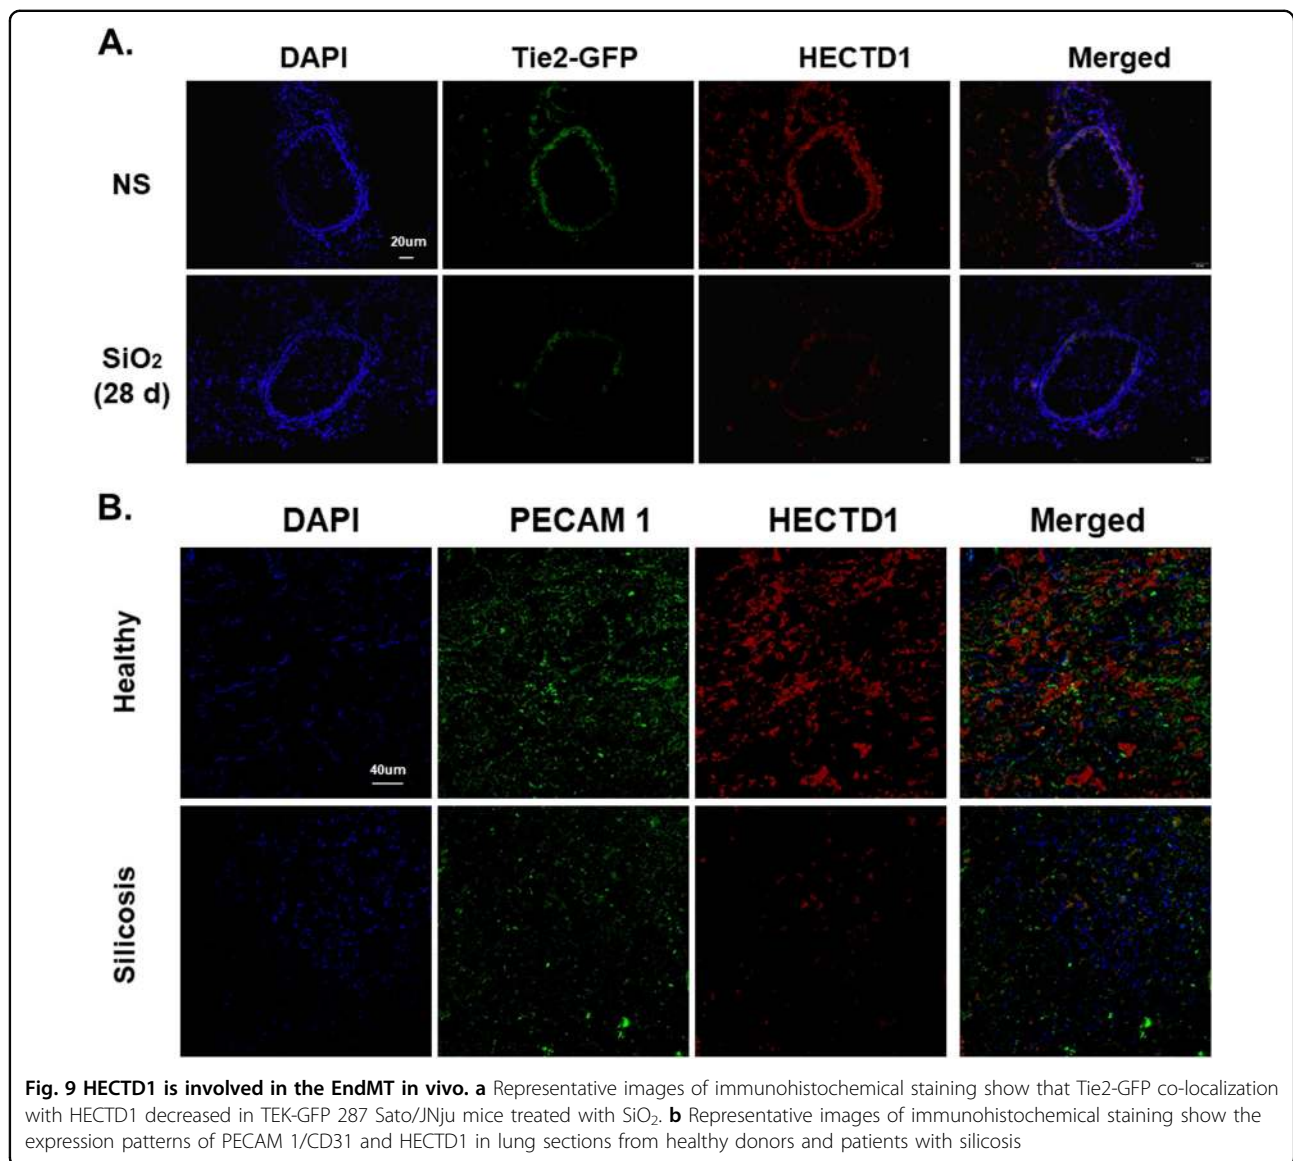 A.
DAPI Tie2-GFP HECTD1 Merged
NS
20um
SiO₂
(28 d)
B.
DAPI PECAM 1 HECTD1 Merged
Healthy
40um
Silicosis
Fig. 9 HECTD1 is involved in the EndMT in vivo. a Representative images of immunohistochemical staining show that Tie2-GFP co-localization
with HECTD1 decreased in TEK-GFP 287 Sato/JNju mice treated with SiO₂. b Representative images of immunohistochemical staining show the
expression patterns of PECAM 1/CD31 and HECTD1 in lung sections from healthy donors and patients with silicosis